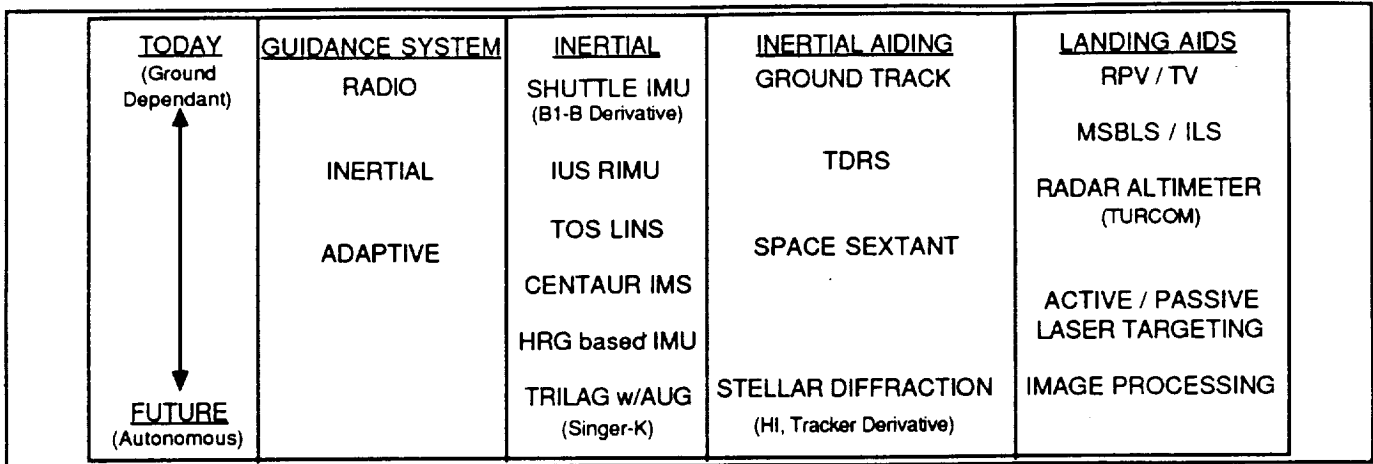 TODAY
(Ground
Dependant)
FUTURE
(Autonomous)
GUIDANCE SYSTEM
RADIO
INERTIAL
ADAPTIVE
INERTIAL
SHUTTLE IMU
(B1-B Derivative)
IUS RIMU
TOS LINS
CENTAUR IMS
HRG based IMU
TRILAG w/AUG
(Singer-K)
INERTIAL AIDING
GROUND TRACK
TDRS
SPACE SEXTANT
STELLAR DIFFRACTION
(HI, Tracker Derivative)
LANDING AIDS
RPV / TV
MSBLS / ILS
RADAR ALTIMETER
(TURCOM)
ACTIVE / PASSIVE
LASER TARGETING
IMAGE PROCESSING